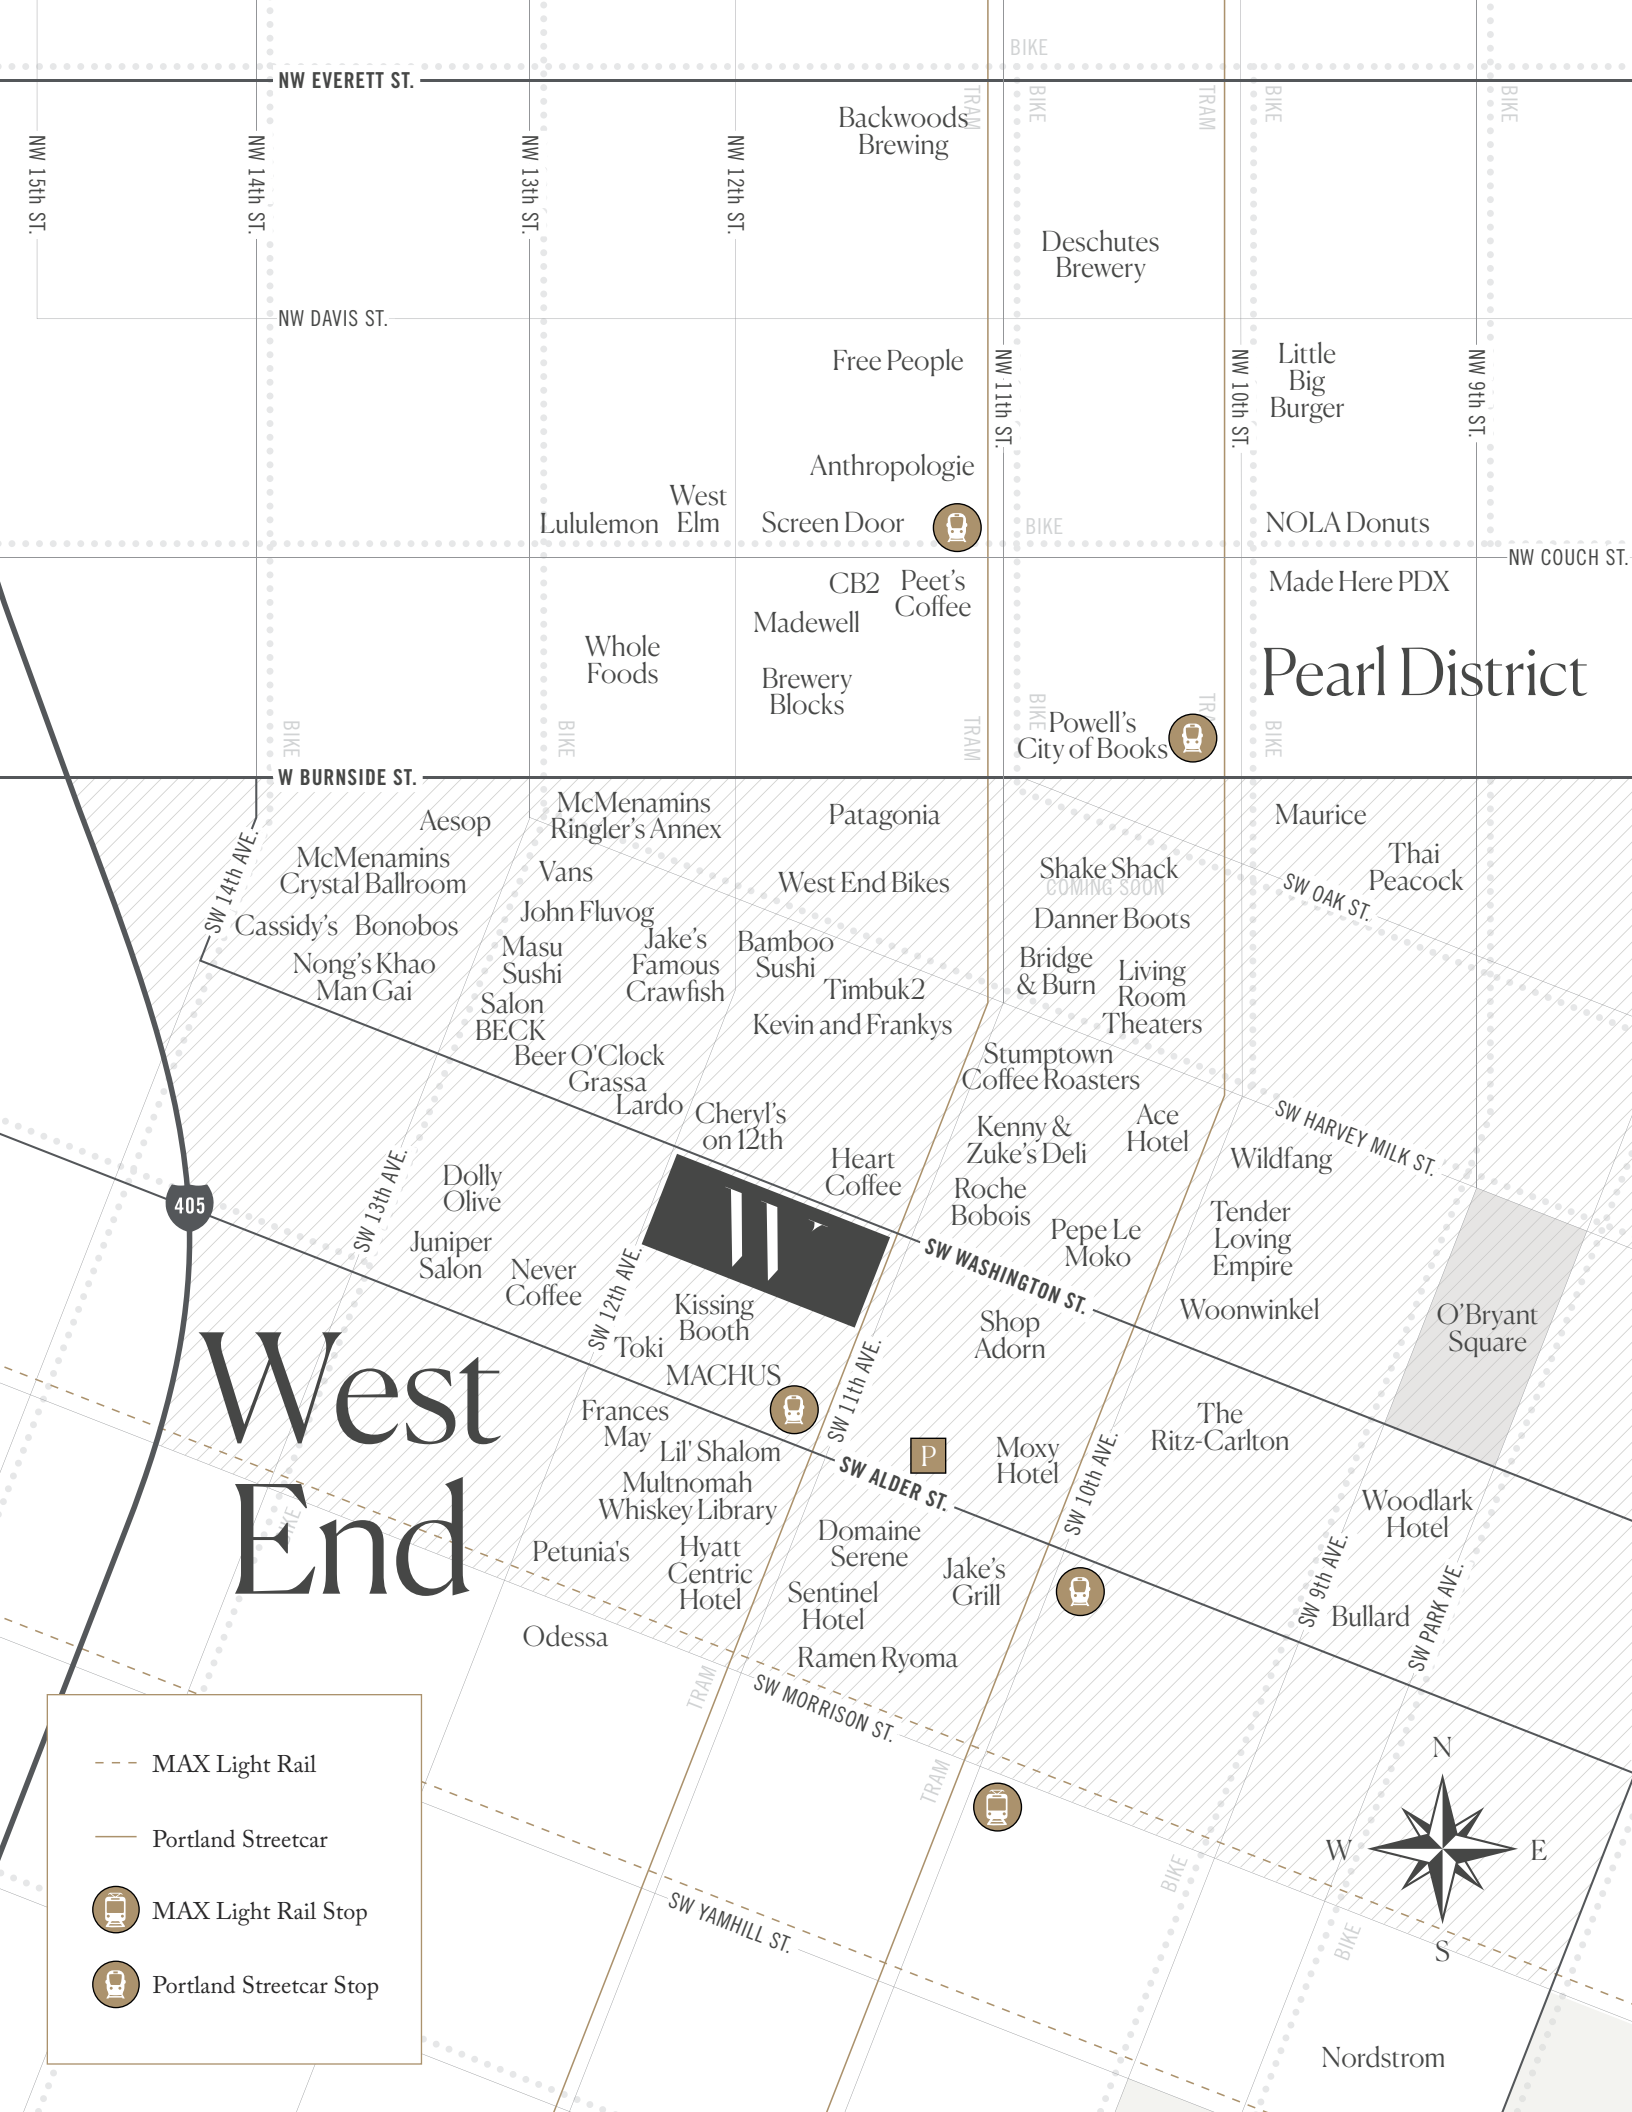 BIKE
NW EVERETT ST.
TRAM
BIKE
TRAM
BIKE
BIKE
Backwoods
Brewing
NW 15th ST.
NW 14th ST.
NW 13th ST.
NW 12th ST.
Deschutes
Brewery
NW DAVIS ST.
Free People
NW 11th ST.
NW 10th ST.
Little
Big
Burger
NW 9th ST.
Anthropologie
West
Elm
Lululemon
Screen Door
BIKE
NOLA Donuts
NW COUCH ST.
CB2
Peet's
Coffee
Made Here PDX
Madewell
Whole
Foods
Brewery
Blocks
Pearl District
BIKE
BIKE
TRAM
BIKE
Powell's
City of Books
TRA
BIKE
W BURNSIDE ST.
Aesop
McMenamins
Ringler's Annex
Patagonia
Maurice
SW 14th AVE.
McMenamins
Crystal Ballroom
Vans
West End Bikes
Shake Shack
COMING SOON
SW OAK ST.
Thai
Peacock
Cassidy's
Bonobos
John Fluvog
Danner Boots
Nong's Khao
Man Gai
Masu
Sushi
Jake's
Famous
Crawfish
Bamboo
Sushi
Timbuk2
Bridge
& Burn
Living
Room
Theaters
Salon
BECK
Kevin and Frankys
Beer O'Clock
Grassa
Lardo
Stumptown
Coffee Roasters
Cheryl's
on 12th
Kenny &
Zuke's Deli
Ace
Hotel
SW HARVEY MILK ST.
Wildfang
Heart
Coffee
Dolly
Olive
SW 13th AVE.
405
Roche
Bobois
Pepe Le
Moko
Tender
Loving
Empire
Juniper
Salon
Never
Coffee
SW 12th AVE.
SW WASHINGTON ST.
Kissing
Booth
Toki
MACHUS
Shop
Adorn
Woonwinkel
O'Bryant
Square
West
End
SW 11th AVE.
Frances
May
Lil' Shalom
P
Moxy
Hotel
The
Ritz-Carlton
SW ALDER ST.
SW 10th AVE.
Multnomah
Whiskey Library
Woodlark
Hotel
Petunia's
Hyatt
Centric
Hotel
Domaine
Serene
Jake's
Grill
Sentinel
Hotel
SW 9th AVE.
Bullard
SW PARK AVE.
Odessa
Ramen Ryoma
TRAM
SW MORRISON ST.
TRAM
MAX Light Rail
Portland Streetcar
MAX Light Rail Stop
Portland Streetcar Stop
N
W
E
S
BIKE
BIKE
SW YAMHILL ST.
Nordstrom